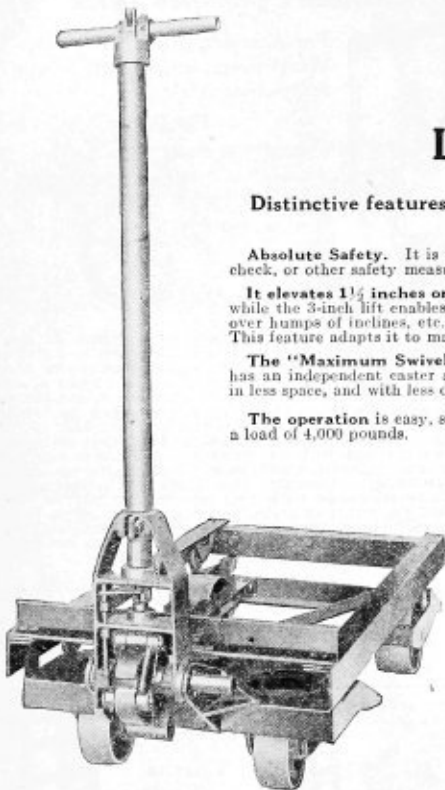 L
Distinctive features
Absolute Safety. It is
check, or other safety measu
It elevates 1½ inches or
while the 3-inch lift enables
over humps of inclines, etc.
This feature adapts it to ma
The "Maximum Swivel
has an independent caster a
in less space, and with less c
The operation is easy, s
a load of 4,000 pounds.